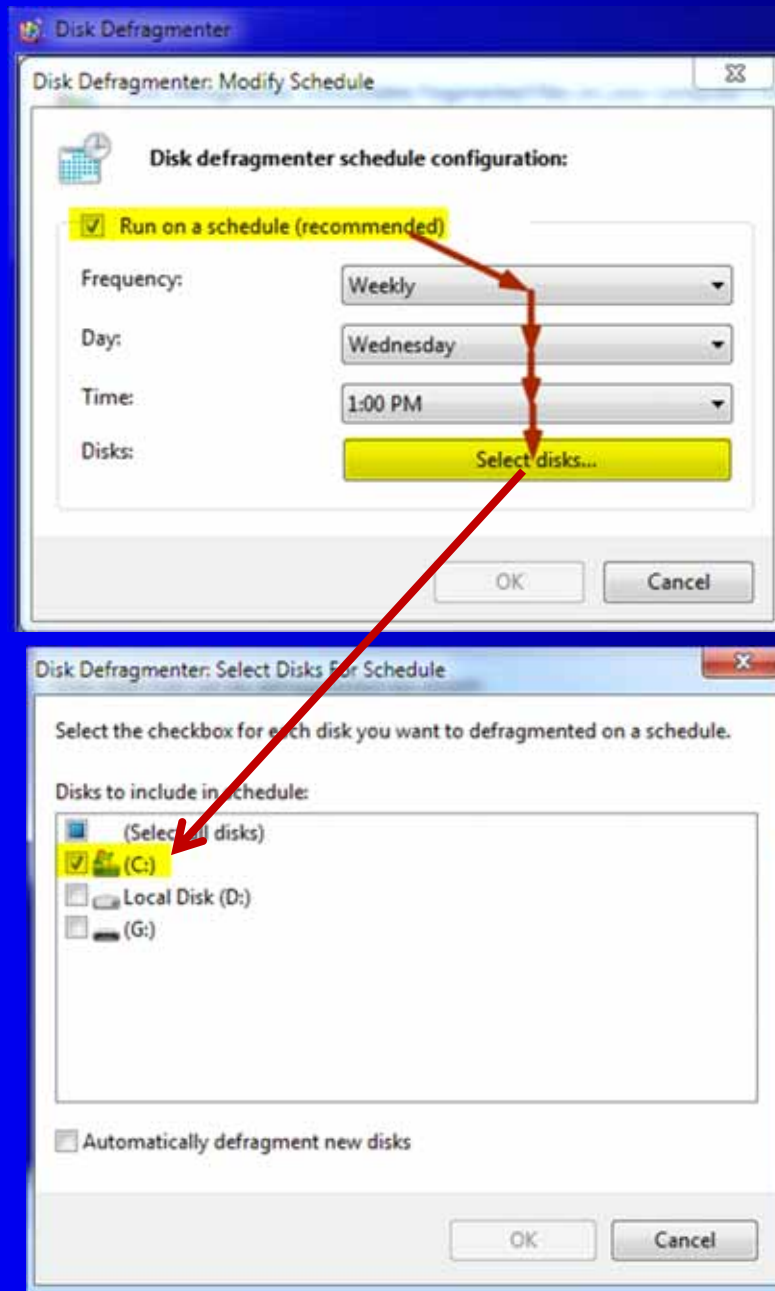 Disk Defragmenter
Disk Defragmenter: Modify Schedule
Disk defragmenter schedule configuration:
Run on a schedule (recommended)
Frequency: Weekly
Day: Wednesday
Time: 1:00 PM
Disks: Select disks...
OK Cancel
Disk Defragmenter: Select Disks For Schedule
Select the checkbox for each disk you want to defragmented on a schedule.
Disks to include in schedule:
(Select all disks)
(C:)
Local Disk (D:)
(G:)
Automatically defragment new disks
OK Cancel